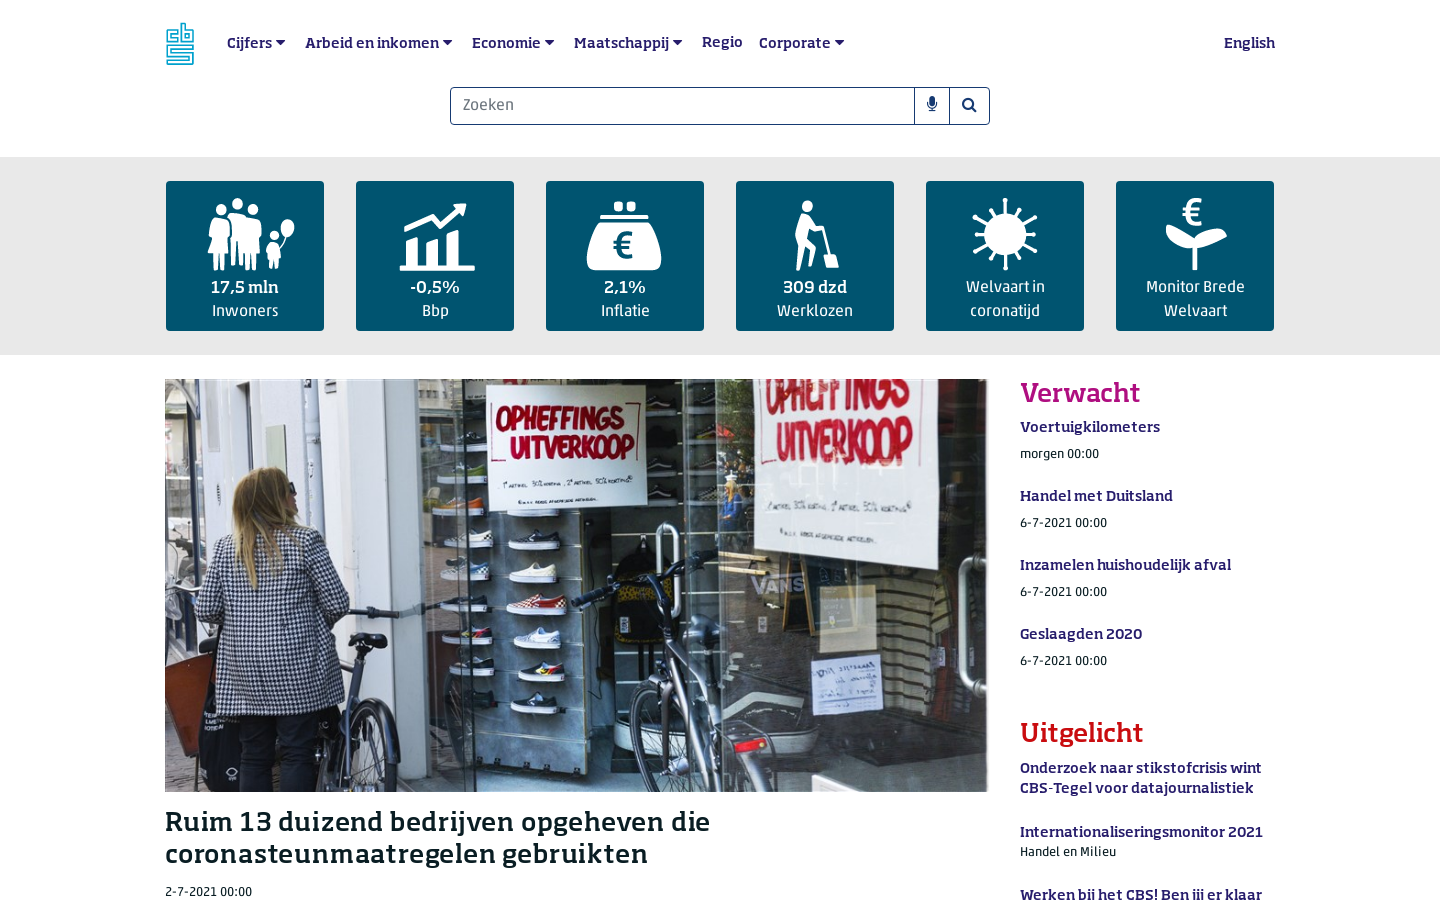 cbs
Cijfers
Arbeid en inkomen
Economie
Maatschappij
Regio
Corporate
English
Zoeken
17,5 mln
Inwoners
-0,5%
Bbp
€
2,1%
Inflatie
309 dzd
Werklozen
Welvaart in
coronatijd
€
Monitor Brede
Welvaart
OPHEFFINGS
UITVERKOOP
OPHEFFINGS
UITVERKOOP
VANS
Ruim 13 duizend bedrijven opgeheven die
coronasteunmaatregelen gebruikten
2-7-2021 00:00
Verwacht
Voertuigkilometers
morgen 00:00
Handel met Duitsland
6-7-2021 00:00
Inzamelen huishoudelijk afval
6-7-2021 00:00
Geslaagden 2020
6-7-2021 00:00
Uitgelicht
Onderzoek naar stikstofcrisis wint
CBS-Tegel voor datajournalistiek
Internationaliseringsmonitor 2021
Handel en Milieu
Werken bij het CBS! Ben jij er klaar